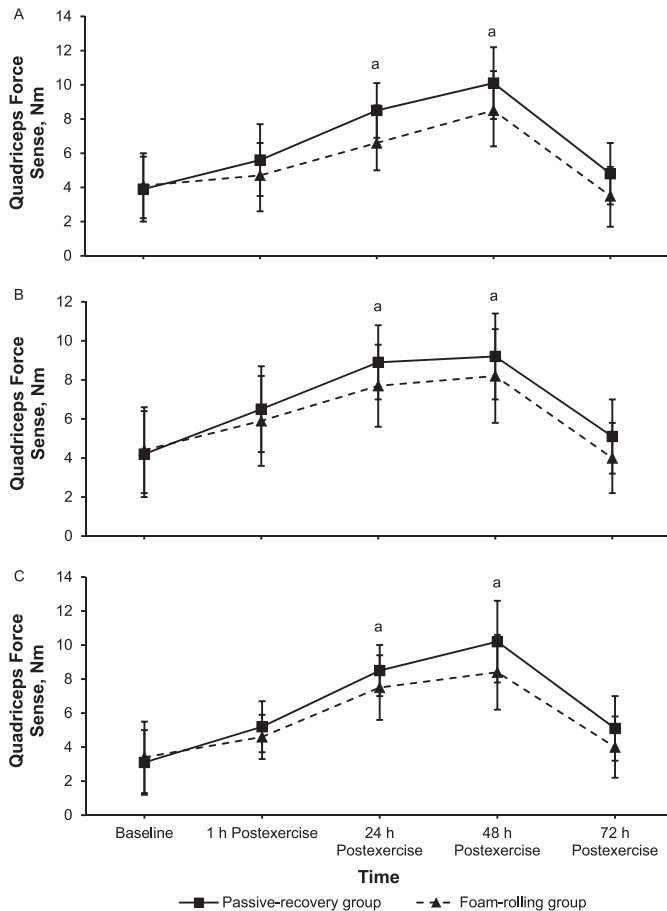 A
14
12
10
8
6
4
2
0
Quadriceps Force
Sense, Nm
a
a
B
12
10
8
6
4
2
0
Quadriceps Force
Sense, Nm
a
a
C
14
12
10
8
6
4
2
0
Quadriceps Force
Sense, Nm
a
a
Baseline
1 h Postexercise
24 h
Postexercise
48 h
Postexercise
72 h
Postexercise
Time
Passive-recovery group
Foam-rolling group